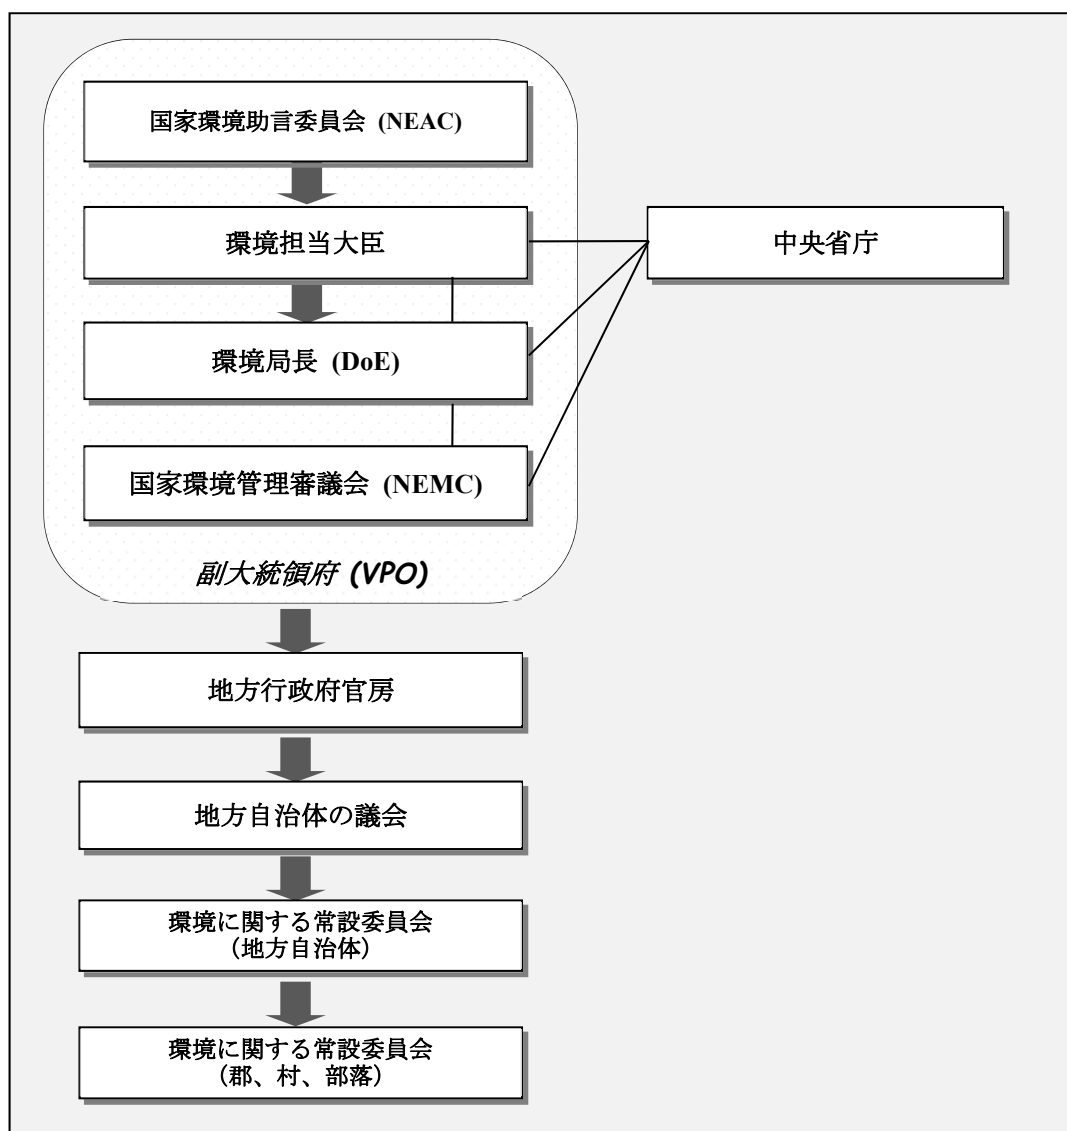 国家環境助言委員会 (NEAC)
環境担当大臣
中央省庁
環境局長 (DoE)
国家環境管理審議会 (NEMC)
副大統領府 (VPO)
地方行政府官房
地方自治体の議会
環境に関する常設委員会
（地方自治体）
環境に関する常設委員会
（郡、村、部落）